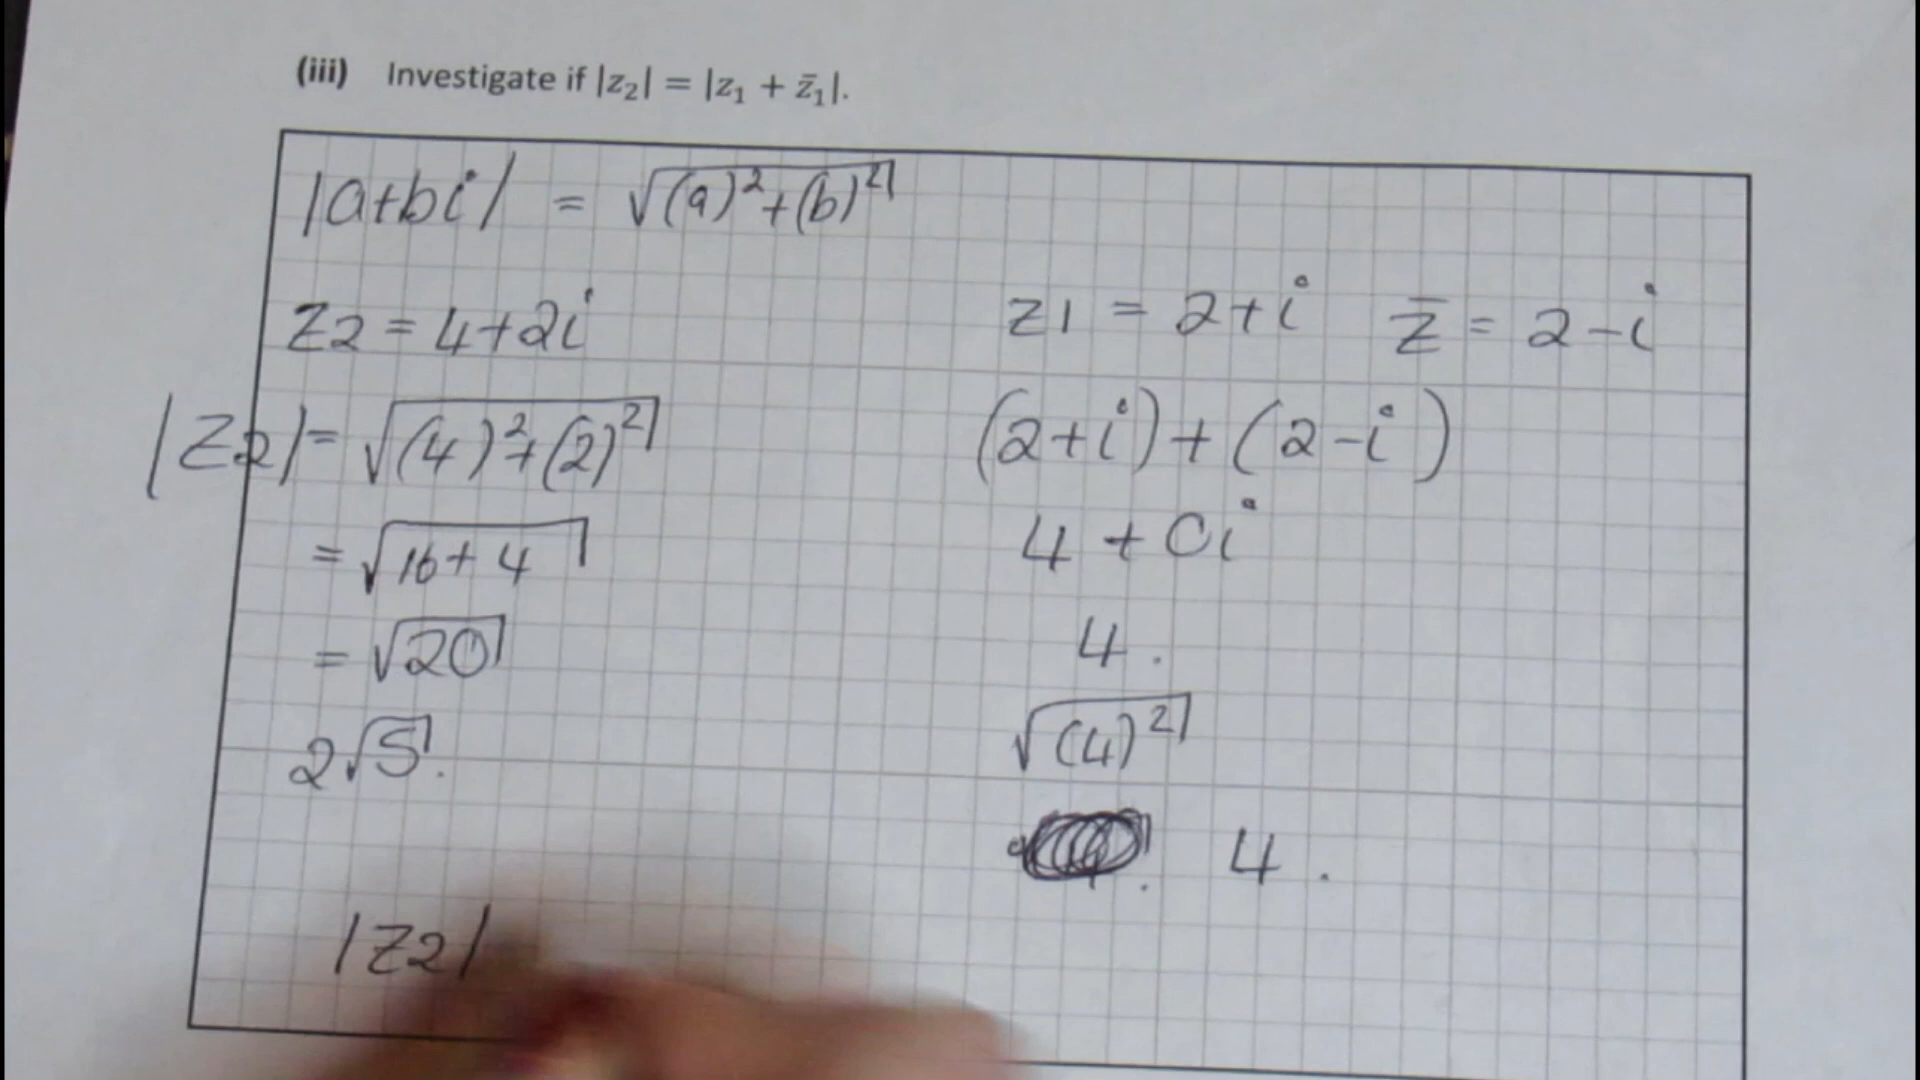 (iii) Investigate if |z₂| = |z₁ + z̄₁|.
|a+bi| = √(a)²+(b)²
z2 = 4+2i
z1 = 2+i z̄ = 2-i
|z2| = √(4)²+(2)²
(2+i)+(2-i)
= √16+4
4 + 0i
= √20
4.
2√5.
√(4)²
4.
|z2|